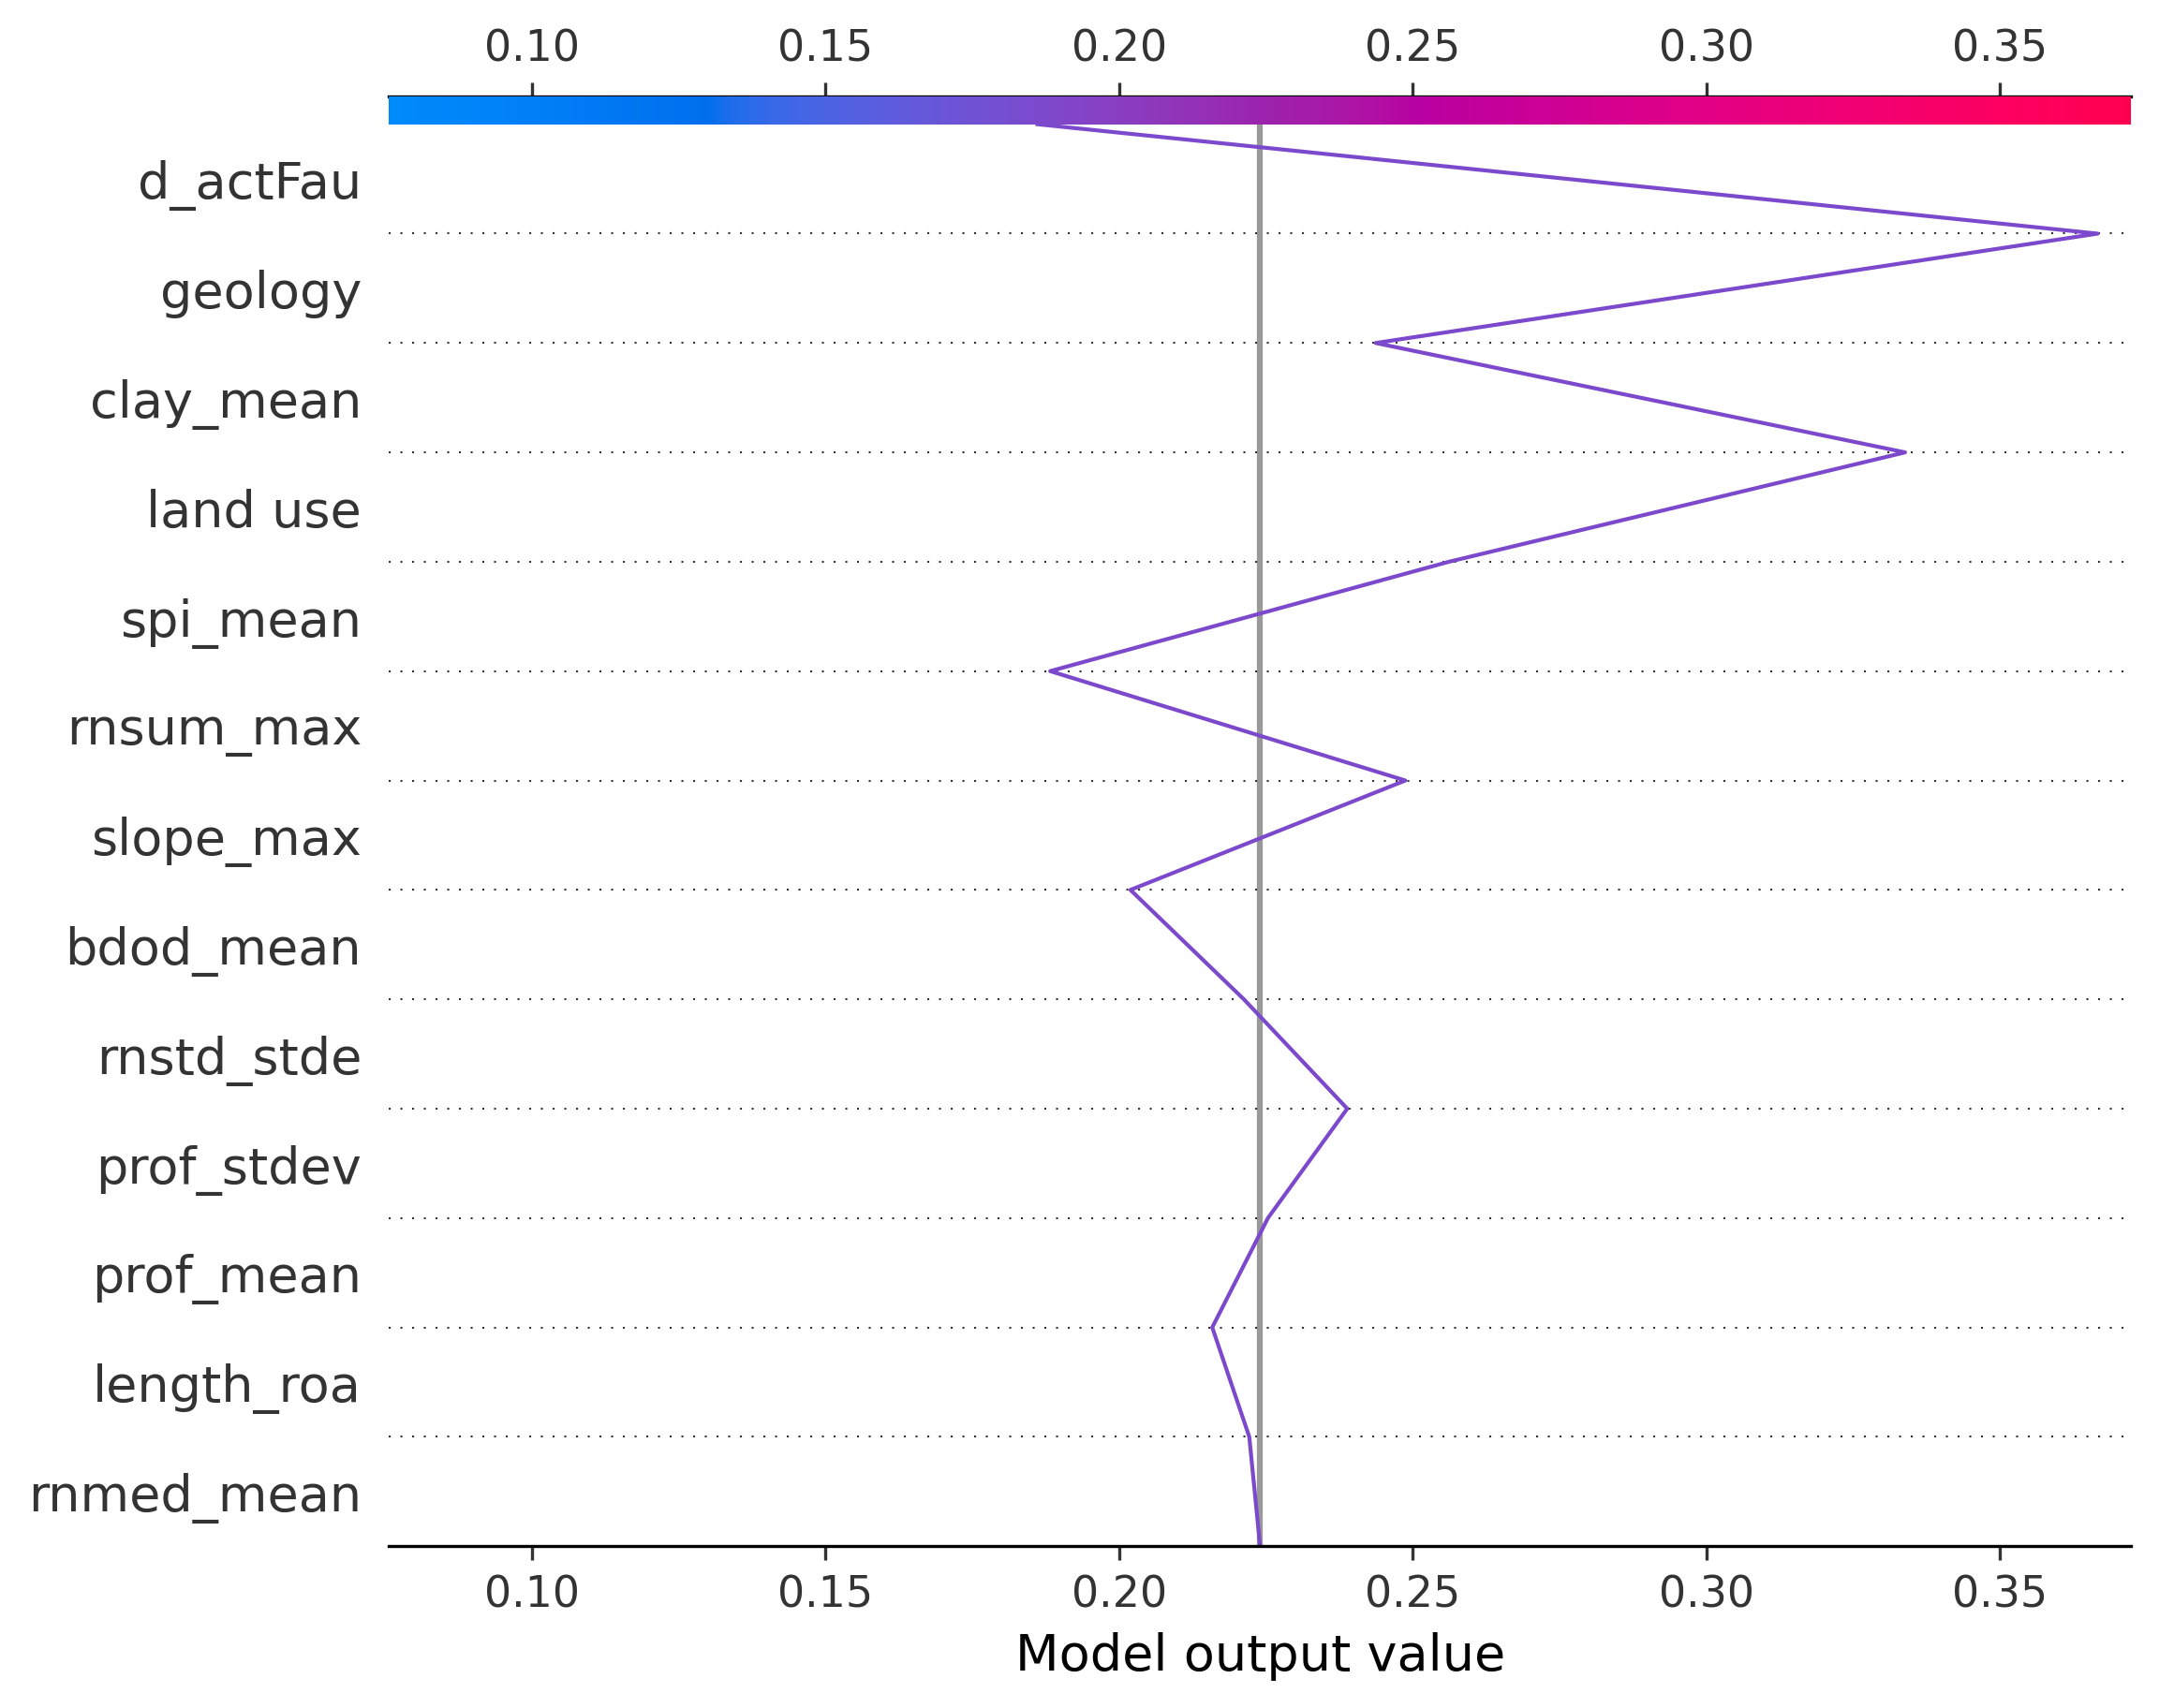 0.10 0.15 0.20 0.25 0.30 0.35
d_actFau
geology
clay_mean
land use
spi_mean
rnsum_max
slope_max
bdod_mean
rnstd_stde
prof_stdev
prof_mean
length_roa
rnmed_mean
0.10 0.15 0.20 0.25 0.30 0.35
Model output value